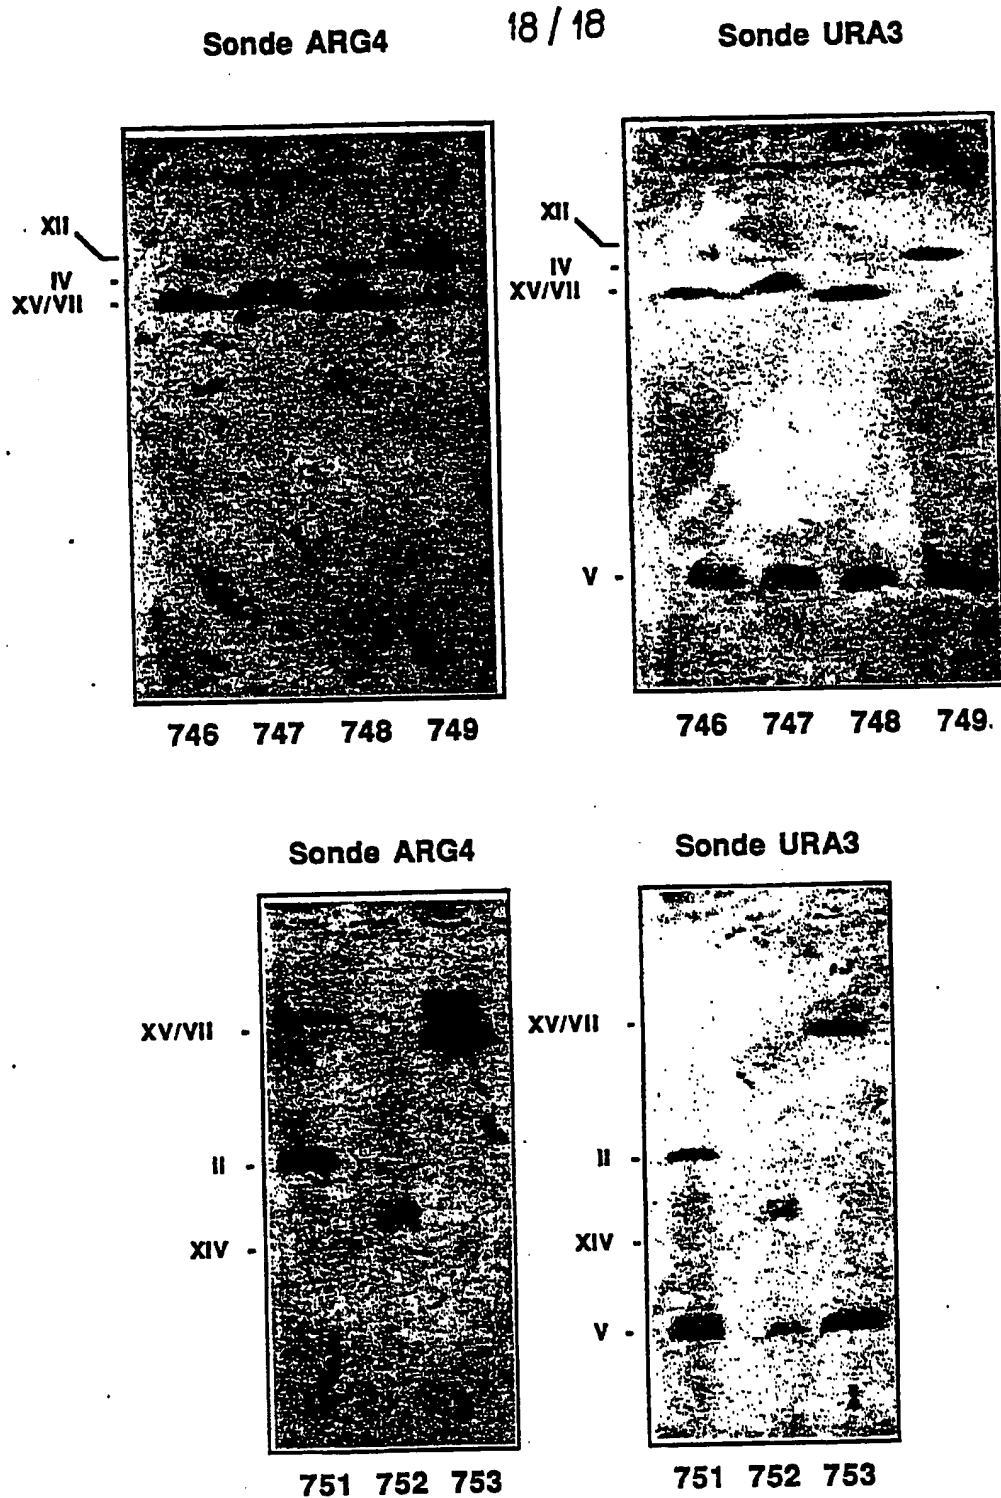 18/18
Sonde ARG4
Sonde URA3
XII
IV
XV/VII
746 747 748 749
XII
IV
XV/VII
V
746 747 748 749.
Sonde ARG4
Sonde URA3
XV/VII
II
XIV
751 752 753
XV/VII
II
XIV
V
751 752 753